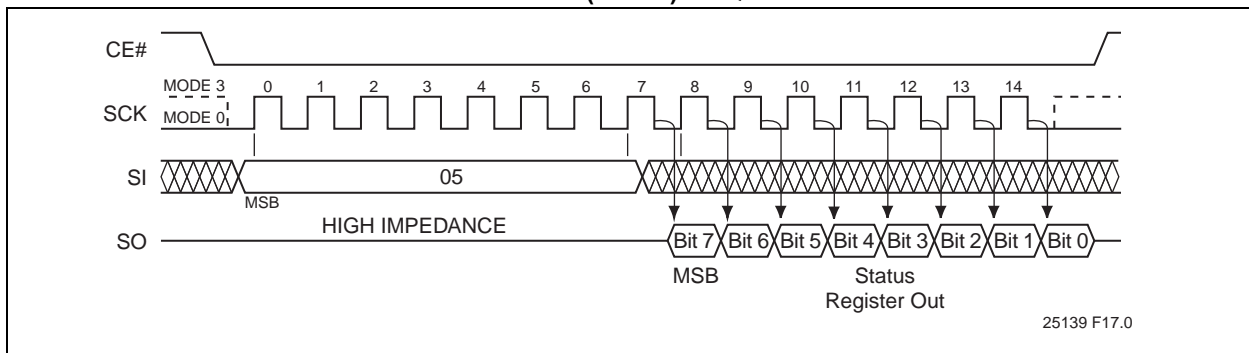 CE#
MODE 3 0 1 2 3 4 5 6 7 8 9 10 11 12 13 14
SCK MODE 0
SI 05
MSB
HIGH IMPEDANCE
SO Bit 7 Bit 6 Bit 5 Bit 4 Bit 3 Bit 2 Bit 1 Bit 0
MSB Status
Register Out
25139 F17.0